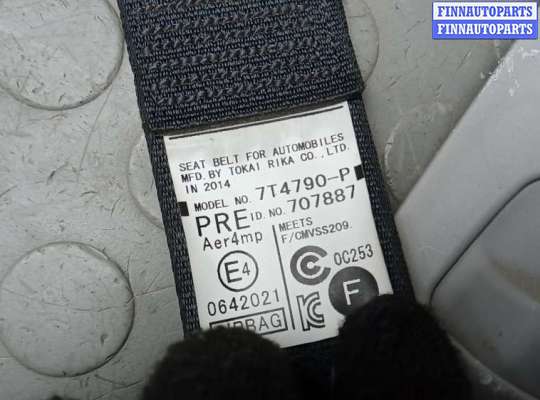 FINNAUTOPARTS
FINNAUTOPARTS
SEAT BELT FOR AUTOMOBILES
MFD. BY TOKAI RIKA CO., LTD.
IN 2014
MODEL NO. 7T4790-P
PRE ID. NO. 707887
Aer4mp
MEETS
F/CMVSS209.
E4
0C253
0642021
F
AIRBAG